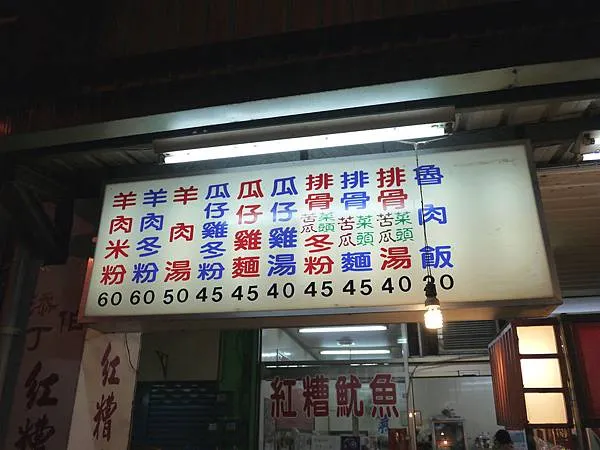 魯肉飯 20
排骨菜頭苦瓜湯 40
排骨菜頭苦瓜麵 45
排骨菜頭苦瓜冬粉 45
瓜仔雞湯 40
瓜仔雞麵 45
瓜仔雞冬粉 45
羊肉湯 50
羊肉冬粉 60
羊肉米粉 60
紅糟魷魚
紅糟
紅糟